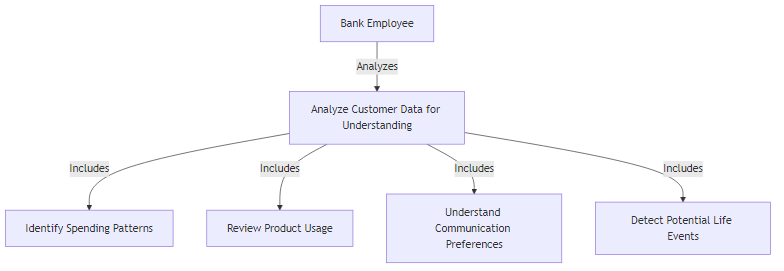 Bank Employee
Analyzes
Analyze Customer Data for
Understanding
Includes
Includes
Includes
Includes
Identify Spending Patterns
Review Product Usage
Understand
Communication
Preferences
Detect Potential Life
Events